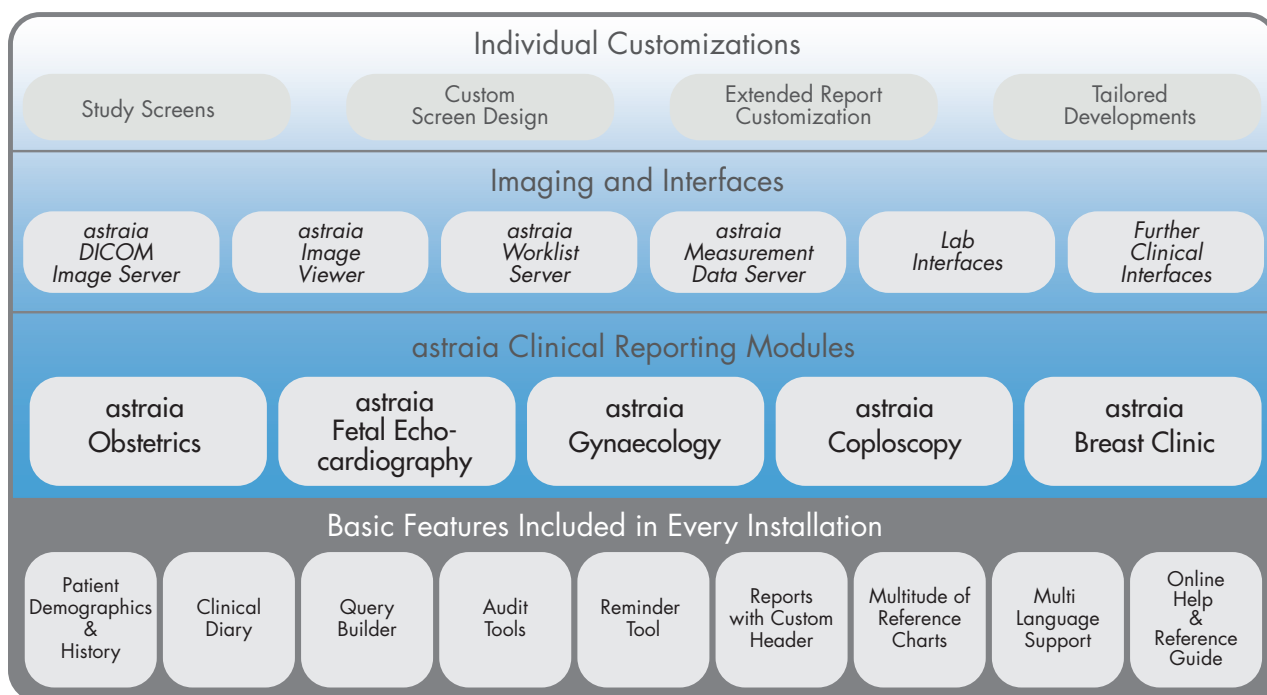 Individual Customizations
Study Screens
Custom
Screen Design
Extended Report
Customization
Tailored
Developments
Imaging and Interfaces
astraia
DICOM
Image Server
astraia
Image
Viewer
astraia
Worklist
Server
astraia
Measurement
Data Server
Lab
Interfaces
Further
Clinical
Interfaces
astraia Clinical Reporting Modules
astraia
Obstetrics
astraia
Fetal Echo-
cardiography
astraia
Gynaecology
astraia
Coploscopy
astraia
Breast Clinic
Basic Features Included in Every Installation
Patient
Demographics
&
History
Clinical
Diary
Query
Builder
Audit
Tools
Reminder
Tool
Reports
with Custom
Header
Multitude of
Reference
Charts
Multi
Language
Support
Online
Help
&
Reference
Guide